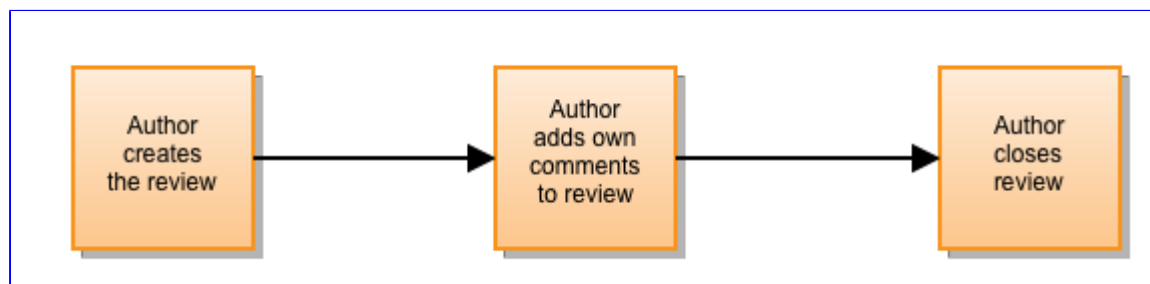 Author
creates
the review
Author
adds own
comments
to review
Author
closes
review